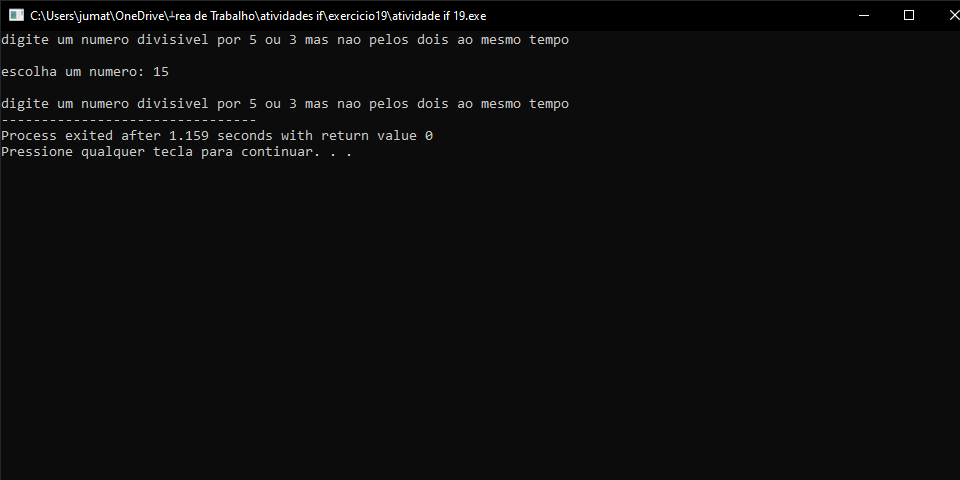 C:\Users\jumat\OneDrive\┴rea de Trabalho\atividades if\exercicio19\atividade if 19.exe
digite um numero divisivel por 5 ou 3 mas nao pelos dois ao mesmo tempo
escolha um numero: 15
digite um numero divisivel por 5 ou 3 mas nao pelos dois ao mesmo tempo
--------------------------------
Process exited after 1.159 seconds with return value 0
Pressione qualquer tecla para continuar. . .